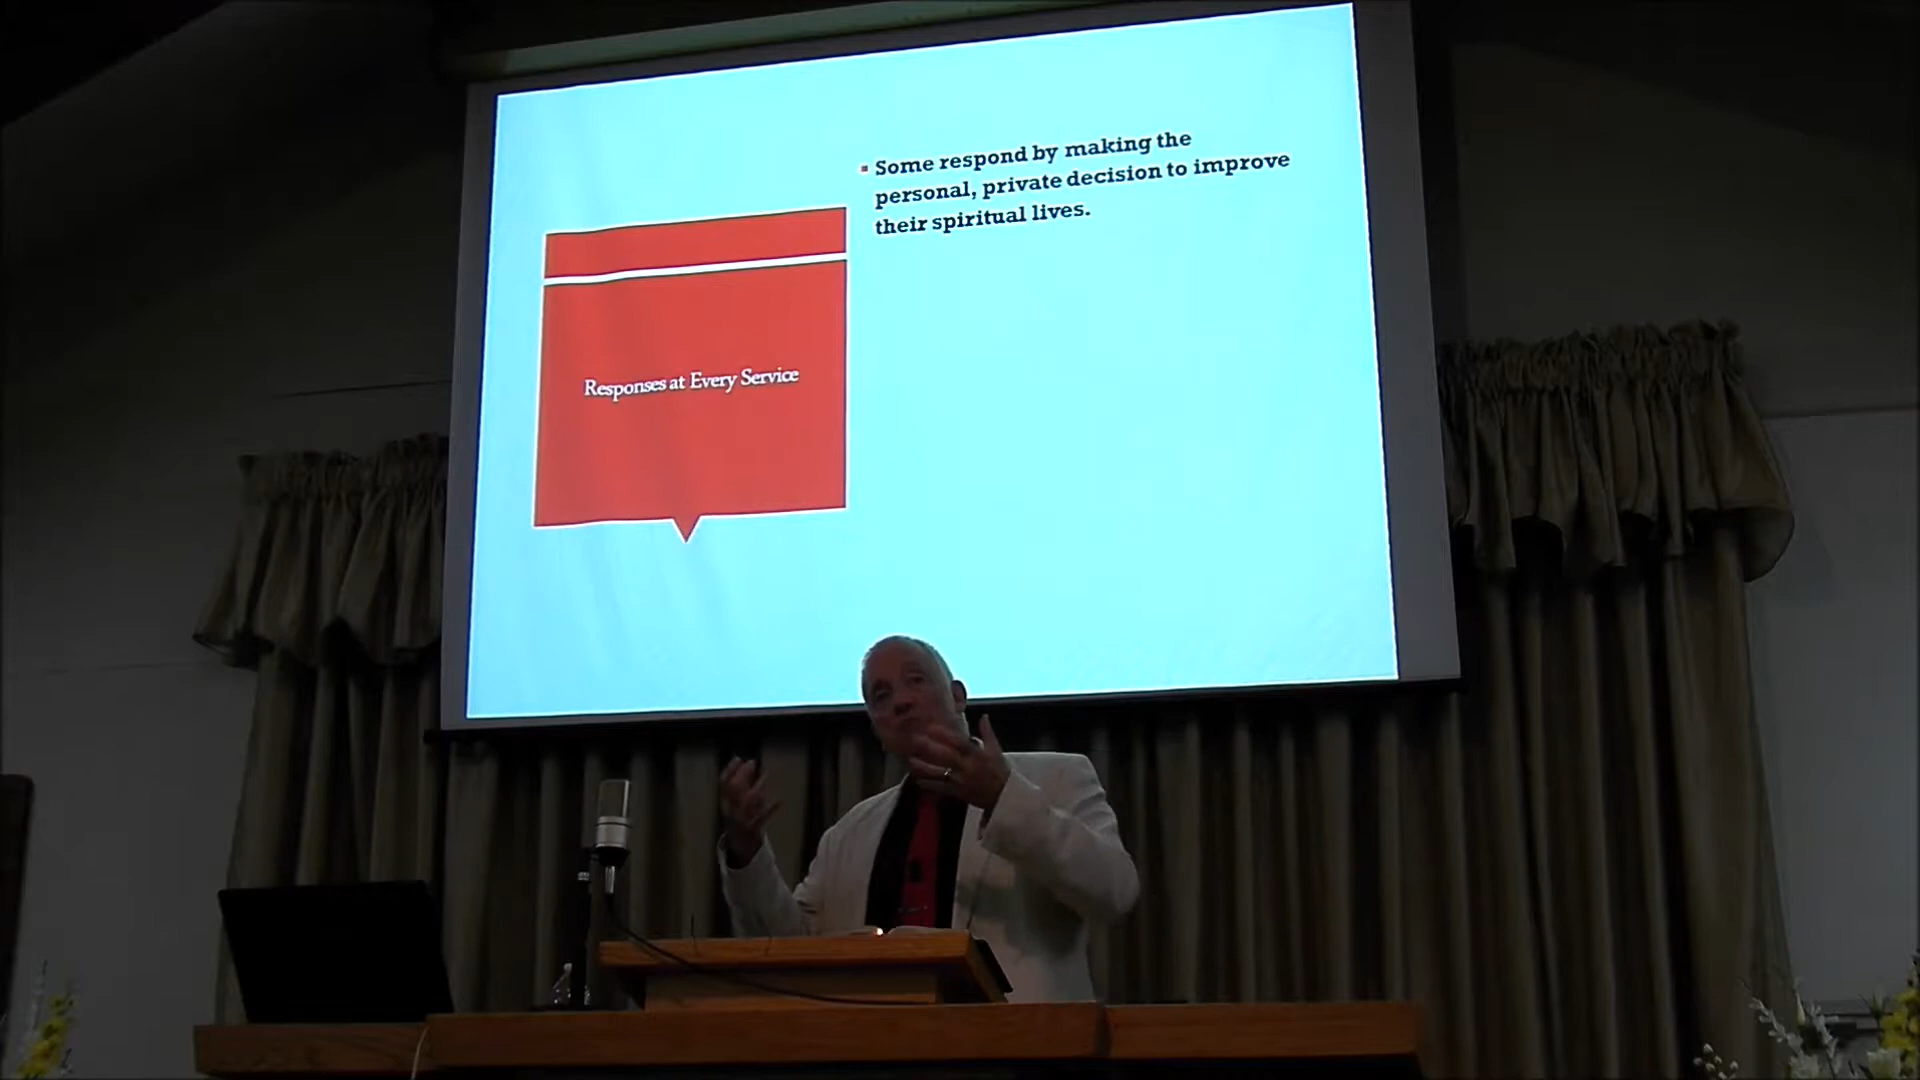 Some respond by making the
personal, private decision to improve
their spiritual lives.
Responses at Every Service